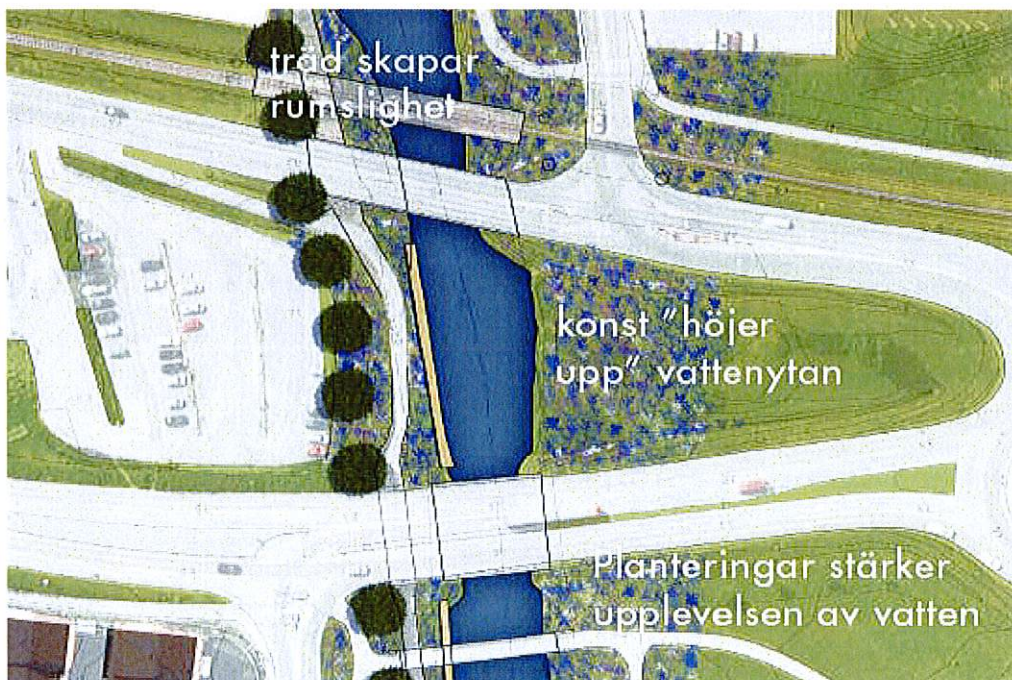 träd skapar
rumslighet
konst "höjer
upp" vattenytan
Planteringar stärker
upplevelsen av vatten